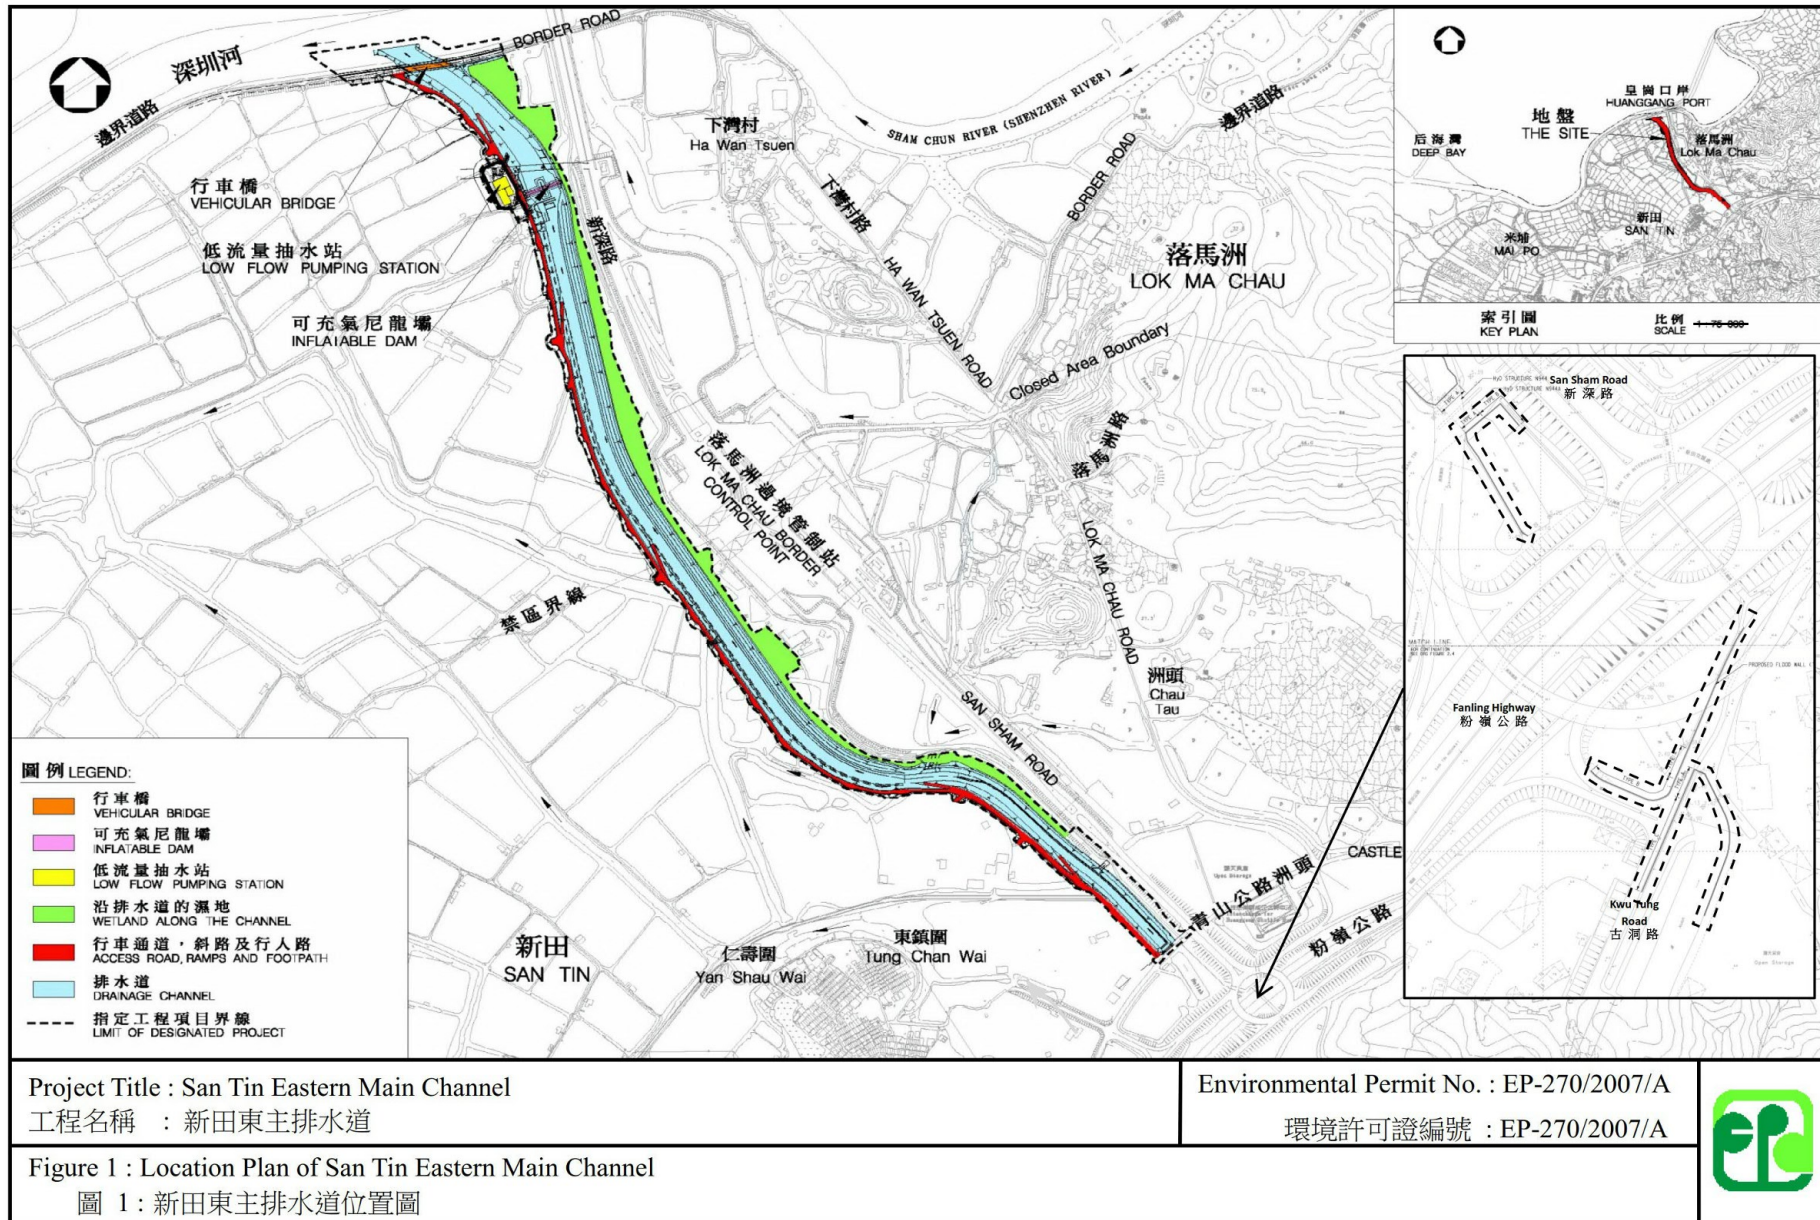 深圳河
邊界道路
BORDER ROAD
下灣村
Ha Wan Tsuen
SHAM CHUN RIVER (SHENZHEN RIVER)
邊界道路
BORDER ROAD
行車橋
VEHICULAR BRIDGE
低流量抽水站
LOW FLOW PUMPING STATION
可充氣尼龍壩
INFLATABLE DAM
新深路
下灣村路
HA WAN TSUEN ROAD
落馬洲
LOK MA CHAU
Closed Area Boundary
落馬洲路
LOK MA CHAU ROAD
落馬洲過境管制站
LOK MA CHAU BORDER
CONTROL POINT
禁區界線
SAN SHAM ROAD
洲頭
Chau
Tau
CASTLE
青山公路洲頭
粉嶺公路
新田
SAN TIN
仁壽圍
Yan Shau Wai
東鎮圍
Tung Chan Wai
Open Storage
皇崗口岸
HUANGGANG PORT
地盤
THE SITE
后海灣
DEEP BAY
落馬洲
Lok Ma Chau
新田
SAN TIN
米埔
MAI PO
索引圖
KEY PLAN
比例
SCALE 1:75 000
San Sham Road
新深路
MATCH LINE
Fanling Highway
粉嶺公路
PROPOSED FLOOD WALL
Kwu Tung
Road
古洞路
Open Storage
圖例 LEGEND:
行車橋
VEHICULAR BRIDGE
可充氣尼龍壩
INFLATABLE DAM
低流量抽水站
LOW FLOW PUMPING STATION
沿排水道的濕地
WETLAND ALONG THE CHANNEL
行車通道，斜路及行人路
ACCESS ROAD, RAMPS AND FOOTPATH
排水道
DRAINAGE CHANNEL
指定工程項目界線
LIMIT OF DESIGNATED PROJECT
Project Title : San Tin Eastern Main Channel
工程名稱 : 新田東主排水道
Environmental Permit No. : EP-270/2007/A
環境許可證編號 : EP-270/2007/A
Figure 1 : Location Plan of San Tin Eastern Main Channel
圖 1 : 新田東主排水道位置圖